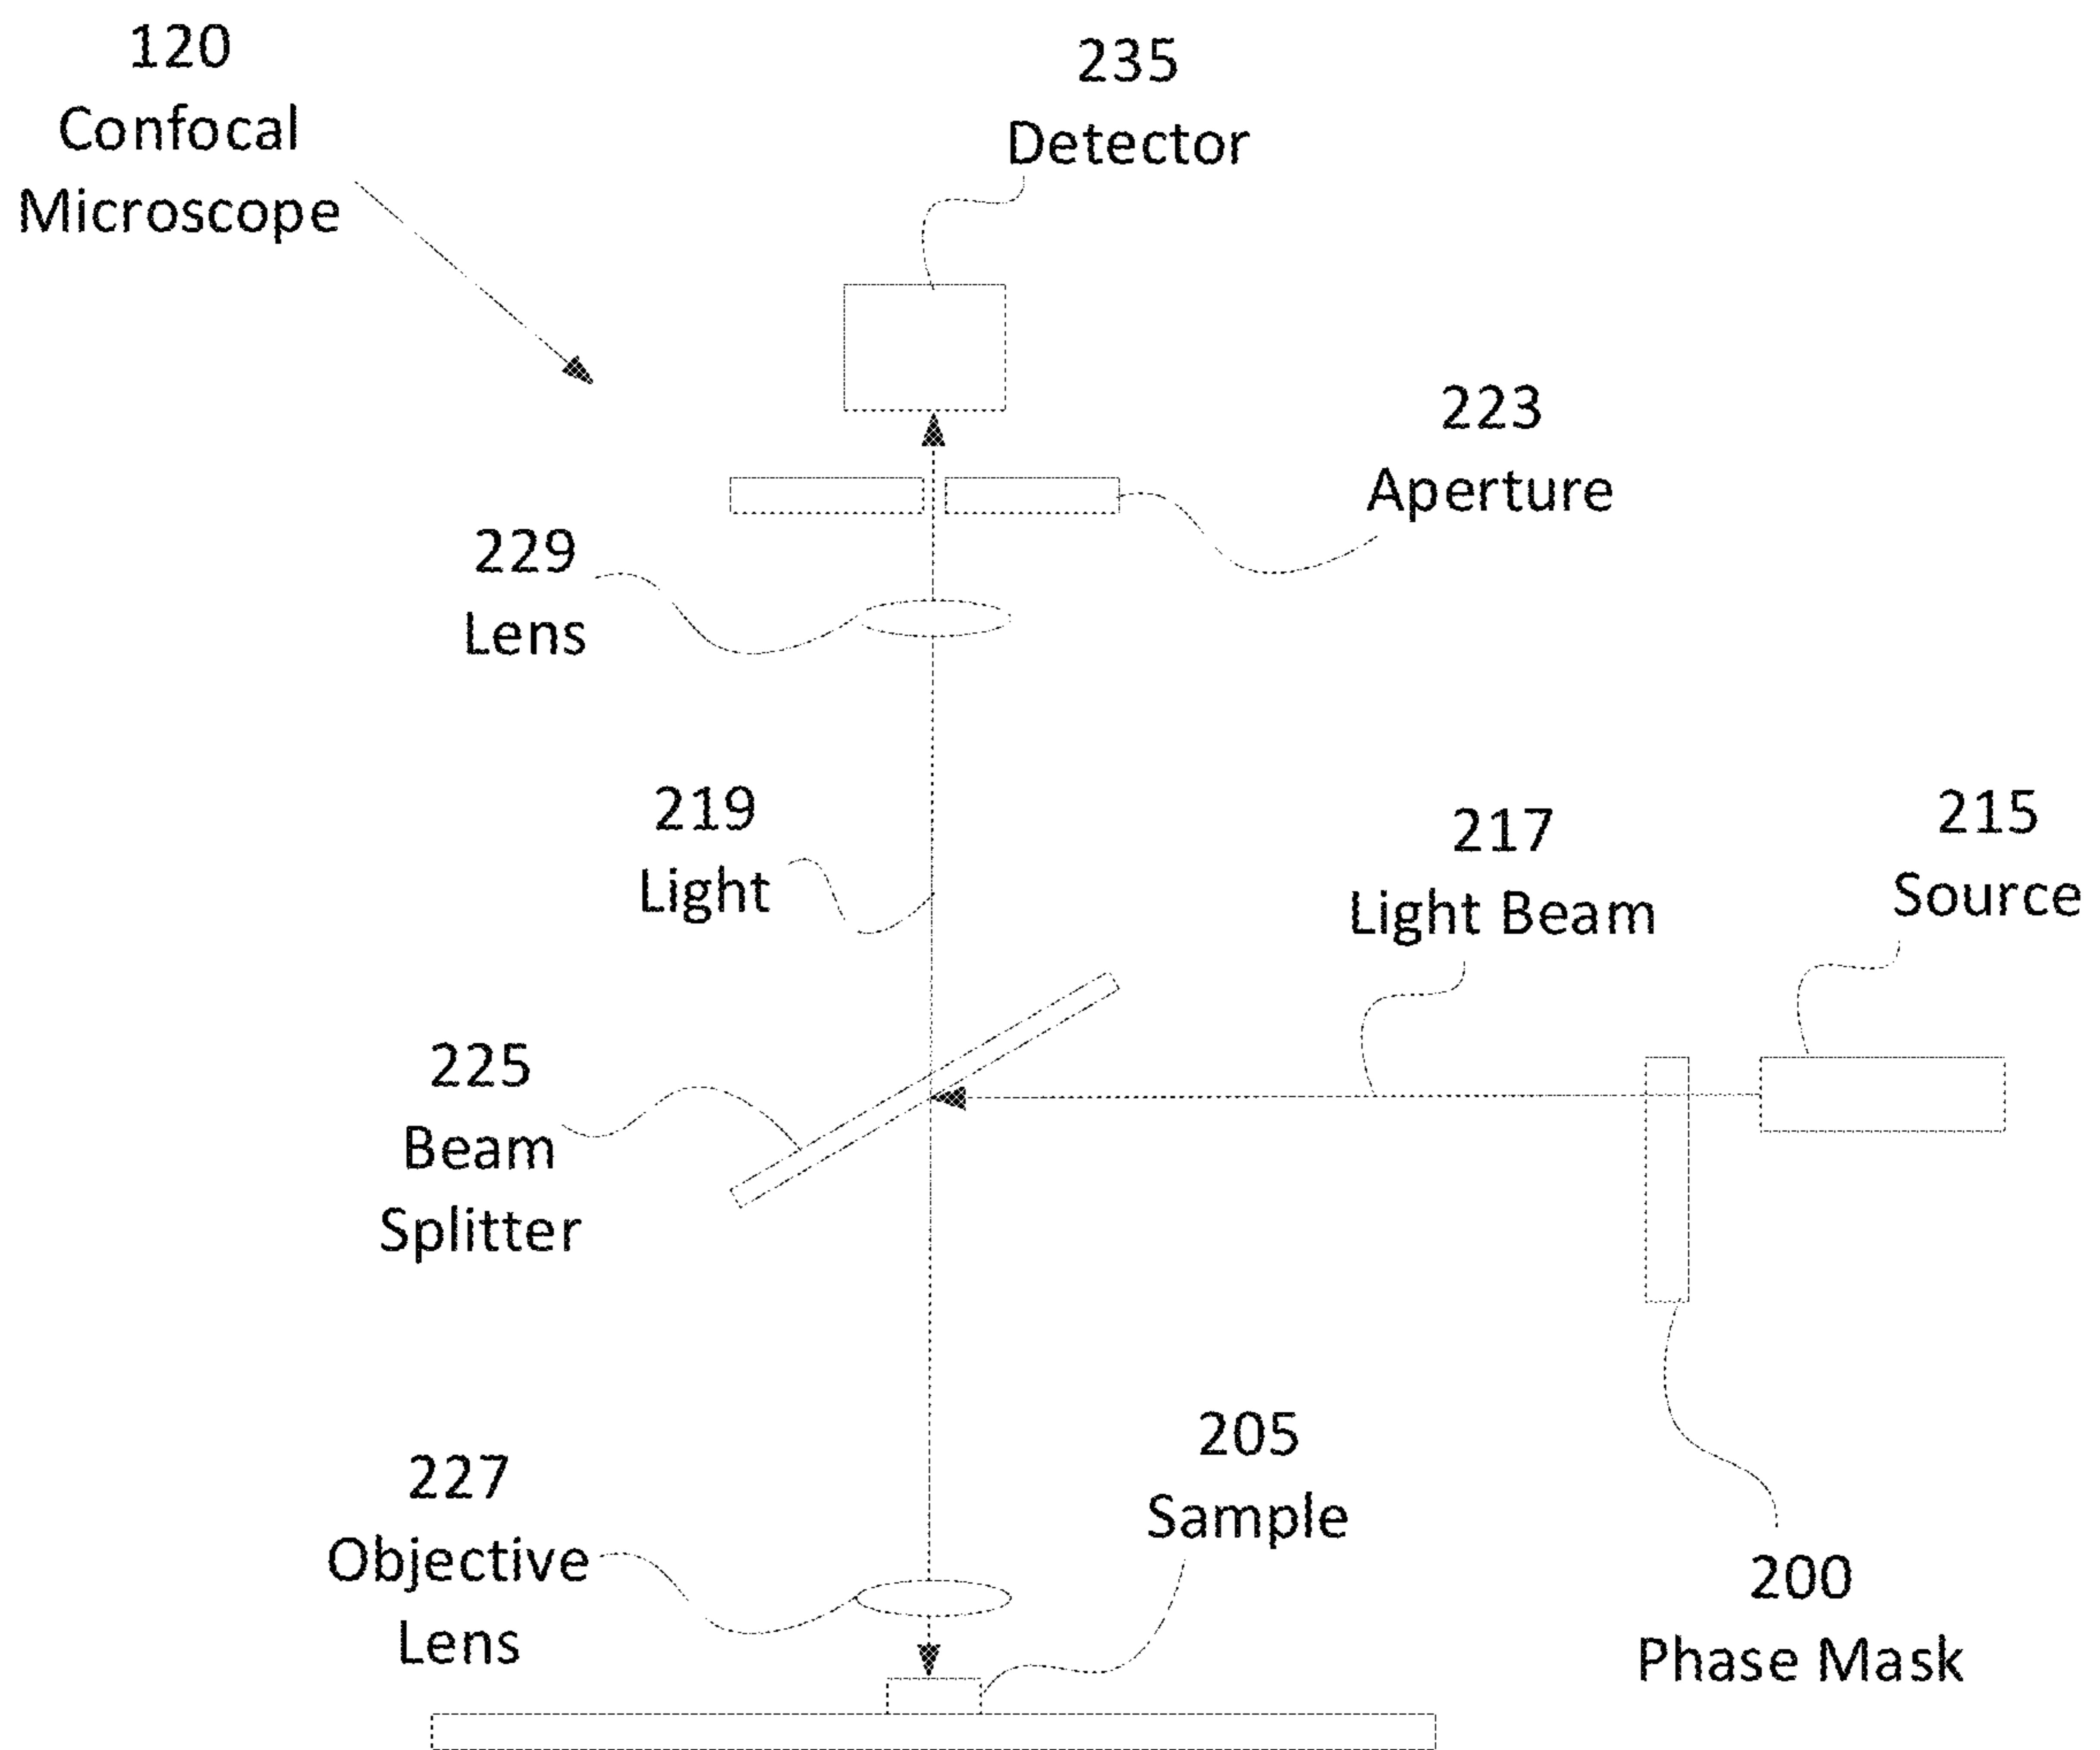 120
Confocal
Microscope
235
Detector
223
Aperture
229
Lens
219
Light
217
Light Beam
215
Source
225
Beam
Splitter
205
Sample
227
Objective
Lens
200
Phase Mask